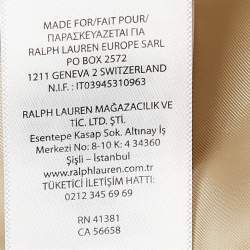 MADE FOR/FAIT POUR/
ΠΑΡΑΣΚΕΥΑΖΕΤΑΙ ΓΙΑ
RALPH LAUREN EUROPE SARL
PO BOX 2572
1211 GENEVA 2 SWITZERLAND
N.I.F. : IT03945310963
RALPH LAUREN MAĞAZACILIK VE
TİC. LTD. ŞTİ.
Esentepe Kasap Sok. Altınay İş
Merkezi No: 8-10 K: 4 34360
Şişli – İstanbul
www.ralphlauren.com.tr
TÜKETİCİ İLETİŞİM HATTI:
0212 345 69 69
RN 41381
CA 56658